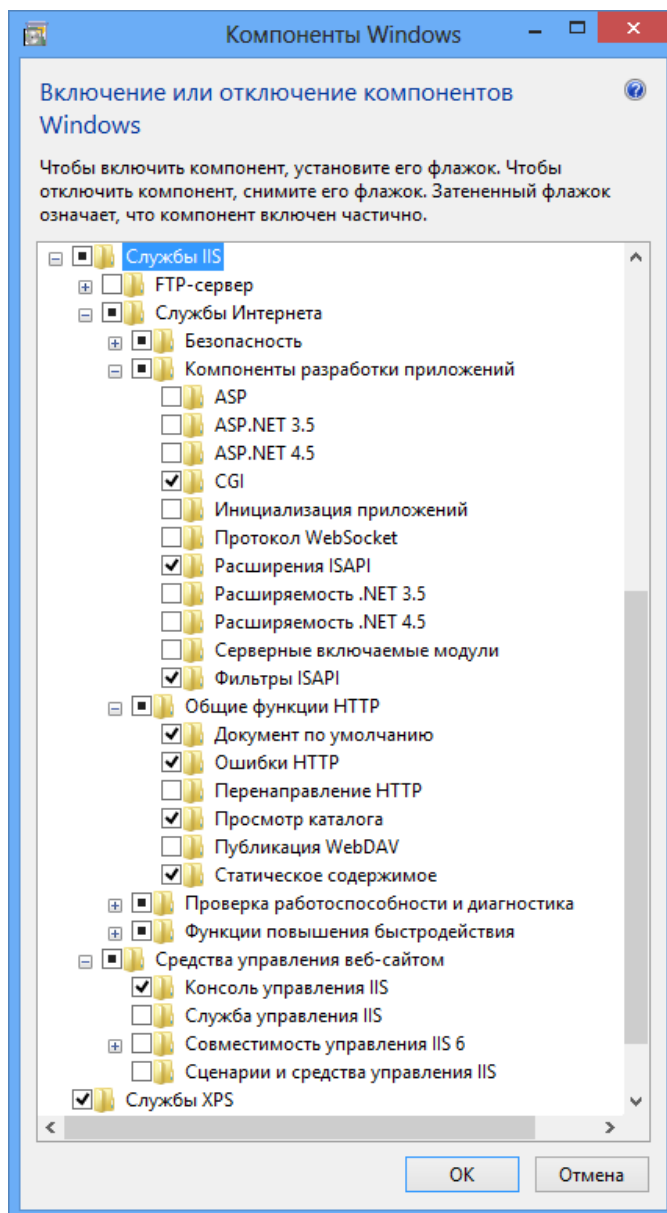 Компоненты Windows
Включение или отключение компонентов
Windows
Чтобы включить компонент, установите его флажок. Чтобы
отключить компонент, снимите его флажок. Затененный флажок
означает, что компонент включен частично.
Службы IIS
FTP-сервер
Службы Интернета
Безопасность
Компоненты разработки приложений
ASP
ASP.NET 3.5
ASP.NET 4.5
CGI
Инициализация приложений
Протокол WebSocket
Расширения ISAPI
Расширяемость .NET 3.5
Расширяемость .NET 4.5
Серверные включаемые модули
Фильтры ISAPI
Общие функции HTTP
Документ по умолчанию
Ошибки HTTP
Перенаправление HTTP
Просмотр каталога
Публикация WebDAV
Статическое содержимое
Проверка работоспособности и диагностика
Функции повышения быстродействия
Средства управления веб-сайтом
Консоль управления IIS
Служба управления IIS
Совместимость управления IIS 6
Сценарии и средства управления IIS
Службы XPS
ОК Отмена